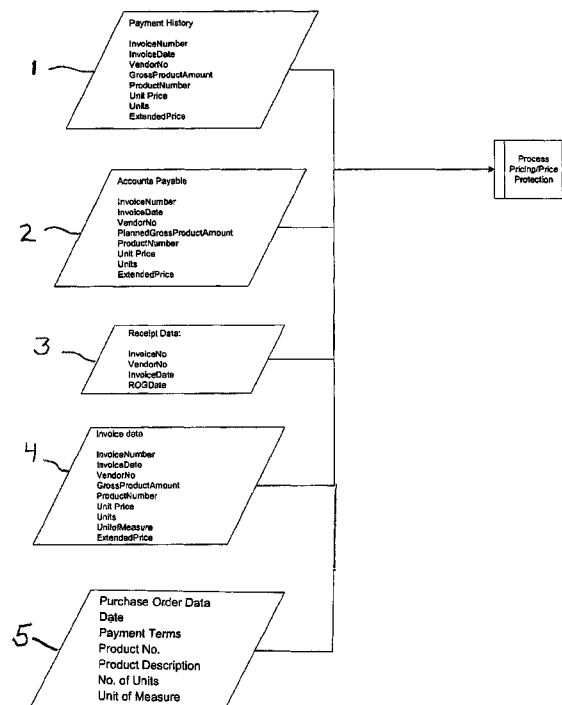 Payment History
InvoiceNumber
InvoiceDate
VendorNo
GrossProductAmount
ProductNumber
Unit Price
Units
ExtendedPrice
1
Process
Pricing/Price
Protection
Accounts Payable
InvoiceNumber
InvoiceDate
VendorNo
PlannedGrossProductAmount
ProductNumber
Unit Price
Units
ExtendedPrice
2
Receipt Data:
InvoiceNo
VendorNo
InvoiceDate
ROGDate
3
Invoice data
InvoiceNumber
InvoiceDate
VendorNo
GrossProductAmount
ProductNumber
Unit Price
Units
UnitofMeasure
ExtendedPrice
4
Purchase Order Data
Date
Payment Terms
Product No.
Product Description
No. of Units
Unit of Measure
5